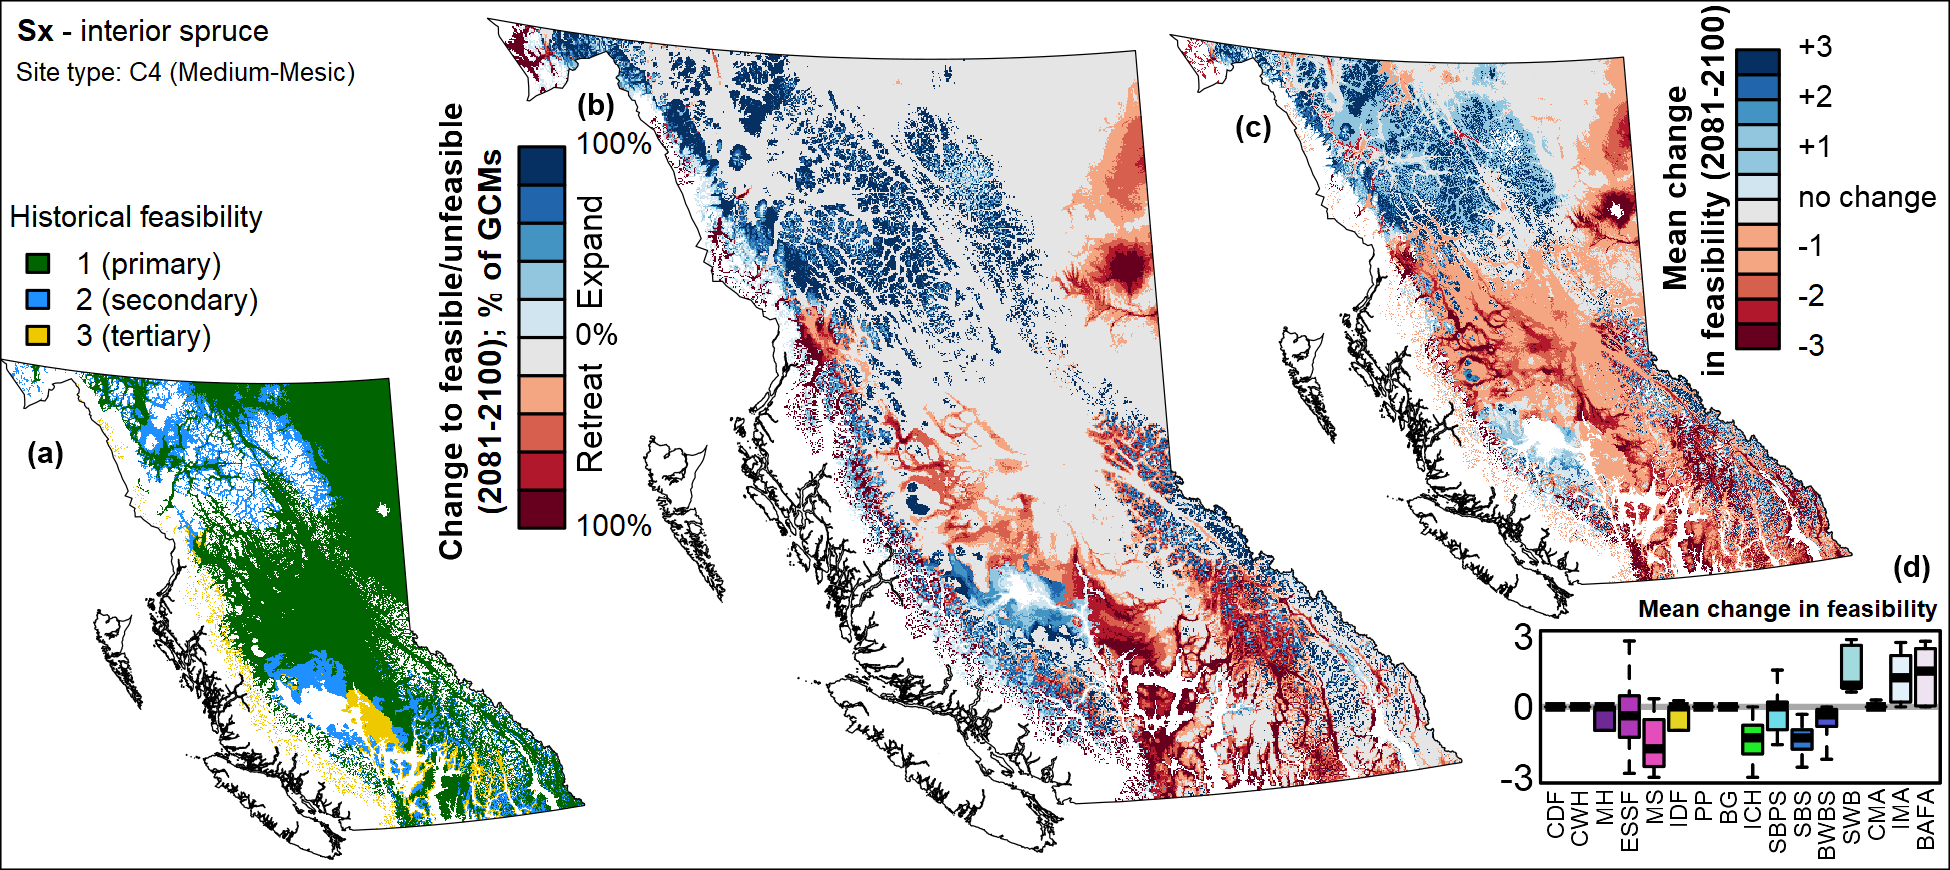 Sx - interior spruce
Site type: C4 (Medium-Mesic)
Historical feasibility
1 (primary)
2 (secondary)
3 (tertiary)
(a)
(b)
Change to feasible/unfeasible
(2081-2100); % of GCMs
100%
Expand
0%
Retreat
100%
(c)
Mean change
in feasibility (2081-2100)
+3
+2
+1
no change
-1
-2
-3
(d)
Mean change in feasibility
3
0
-3
CDF
CWH
MH
ESSF
MS
IDF
PP
BG
ICH
SBPS
SBS
BWBS
SWB
CMA
IMA
BAFA